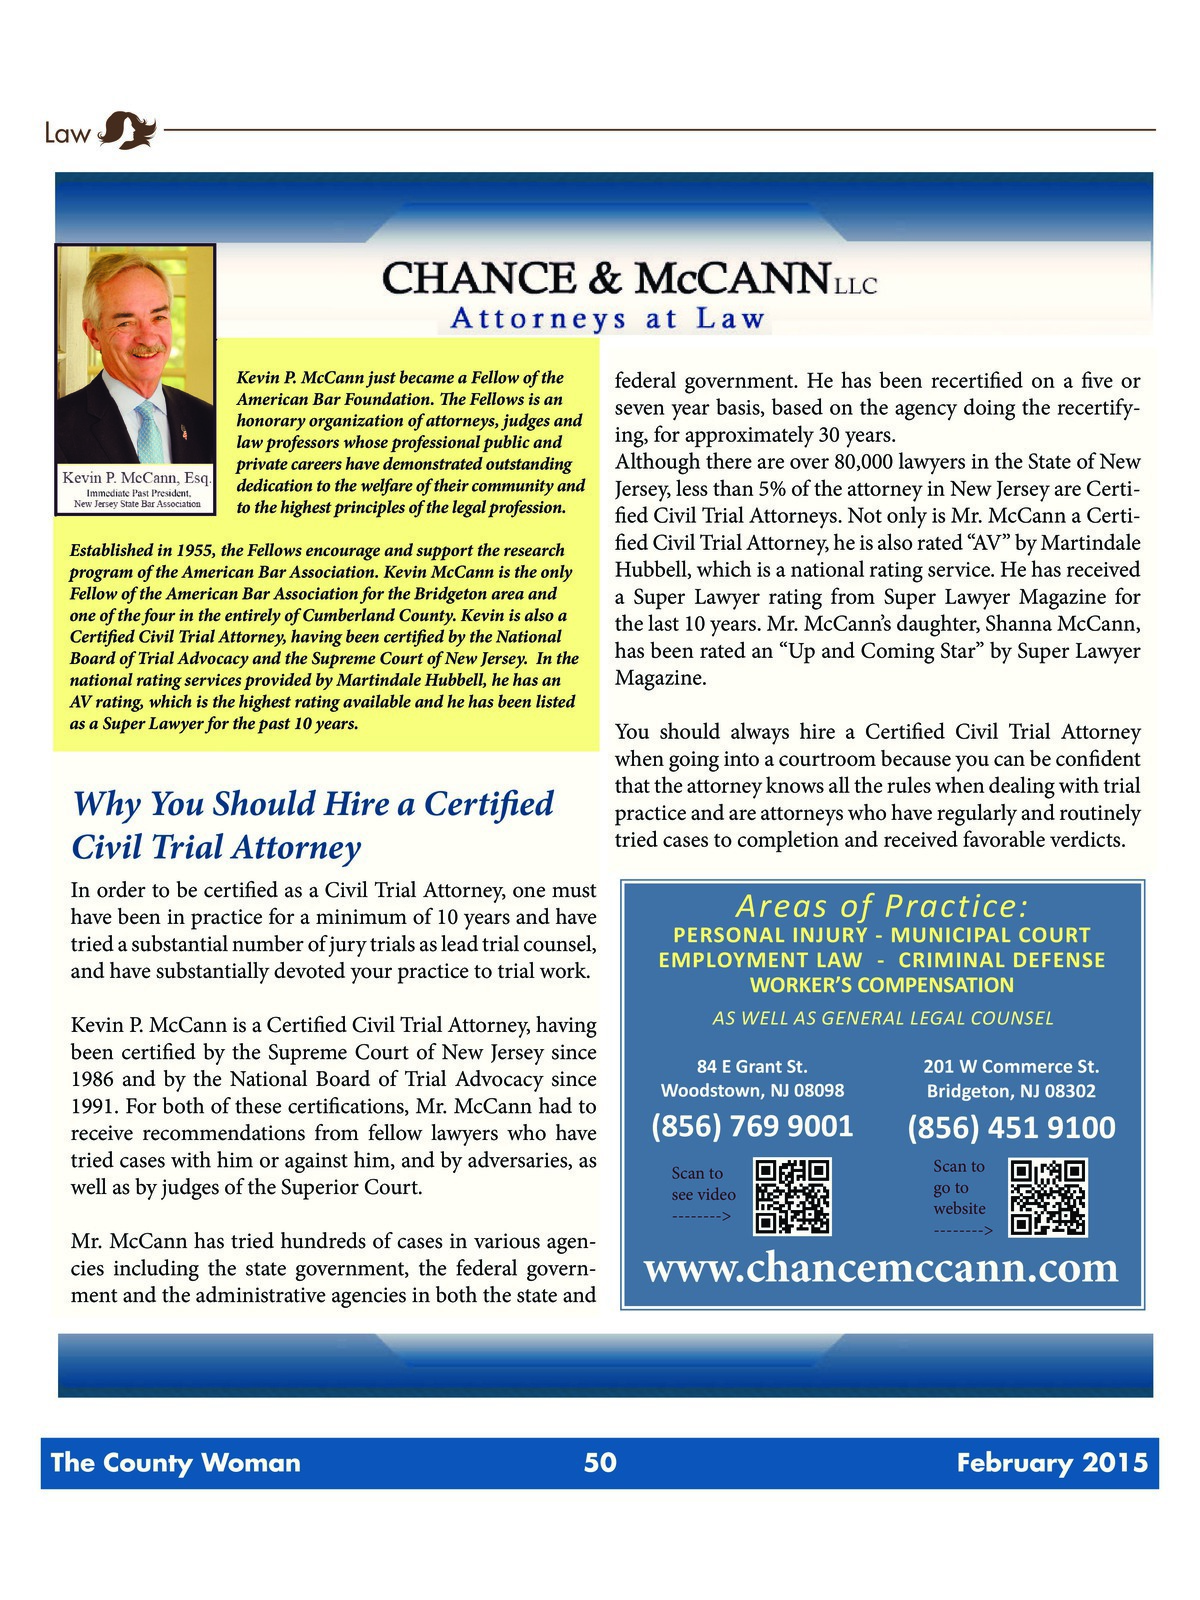 Law
CHANCE & McCANN LLC
Attorneys at Law
Kevin P. McCann, Esq.
Immediate Past President,
New Jersey State Bar Association
Kevin P. McCann just became a Fellow of the
American Bar Foundation. The Fellows is an
honorary organization of attorneys, judges and
law professors whose professional public and
private careers have demonstrated outstanding
dedication to the welfare of their community and
to the highest principles of the legal profession.
Established in 1955, the Fellows encourage and support the research
program of the American Bar Association. Kevin McCann is the only
Fellow of the American Bar Association for the Bridgeton area and
one of the four in the entirely of Cumberland County. Kevin is also a
Certified Civil Trial Attorney, having been certified by the National
Board of Trial Advocacy and the Supreme Court of New Jersey. In the
national rating services provided by Martindale Hubbell, he has an
AV rating, which is the highest rating available and he has been listed
as a Super Lawyer for the past 10 years.
Why You Should Hire a Certified
Civil Trial Attorney
In order to be certified as a Civil Trial Attorney, one must
have been in practice for a minimum of 10 years and have
tried a substantial number of jury trials as lead trial counsel,
and have substantially devoted your practice to trial work.
Kevin P. McCann is a Certified Civil Trial Attorney, having
been certified by the Supreme Court of New Jersey since
1986 and by the National Board of Trial Advocacy since
1991. For both of these certifications, Mr. McCann had to
receive recommendations from fellow lawyers who have
tried cases with him or against him, and by adversaries, as
well as by judges of the Superior Court.
Mr. McCann has tried hundreds of cases in various agen-
cies including the state government, the federal govern-
ment and the administrative agencies in both the state and
federal government. He has been recertified on a five or
seven year basis, based on the agency doing the recertify-
ing, for approximately 30 years.
Although there are over 80,000 lawyers in the State of New
Jersey, less than 5% of the attorney in New Jersey are Certi-
fied Civil Trial Attorneys. Not only is Mr. McCann a Certi-
fied Civil Trial Attorney, he is also rated “AV” by Martindale
Hubbell, which is a national rating service. He has received
a Super Lawyer rating from Super Lawyer Magazine for
the last 10 years. Mr. McCann’s daughter, Shanna McCann,
has been rated an “Up and Coming Star” by Super Lawyer
Magazine.
You should always hire a Certified Civil Trial Attorney
when going into a courtroom because you can be confident
that the attorney knows all the rules when dealing with trial
practice and are attorneys who have regularly and routinely
tried cases to completion and received favorable verdicts.
Areas of Practice:
PERSONAL INJURY - MUNICIPAL COURT
EMPLOYMENT LAW - CRIMINAL DEFENSE
WORKER’S COMPENSATION
AS WELL AS GENERAL LEGAL COUNSEL
84 E Grant St.
Woodstown, NJ 08098
(856) 769 9001
Scan to
see video
-------->
201 W Commerce St.
Bridgeton, NJ 08302
(856) 451 9100
Scan to
go to
website
-------->
www.chancemccann.com
The County Woman 50 February 2015